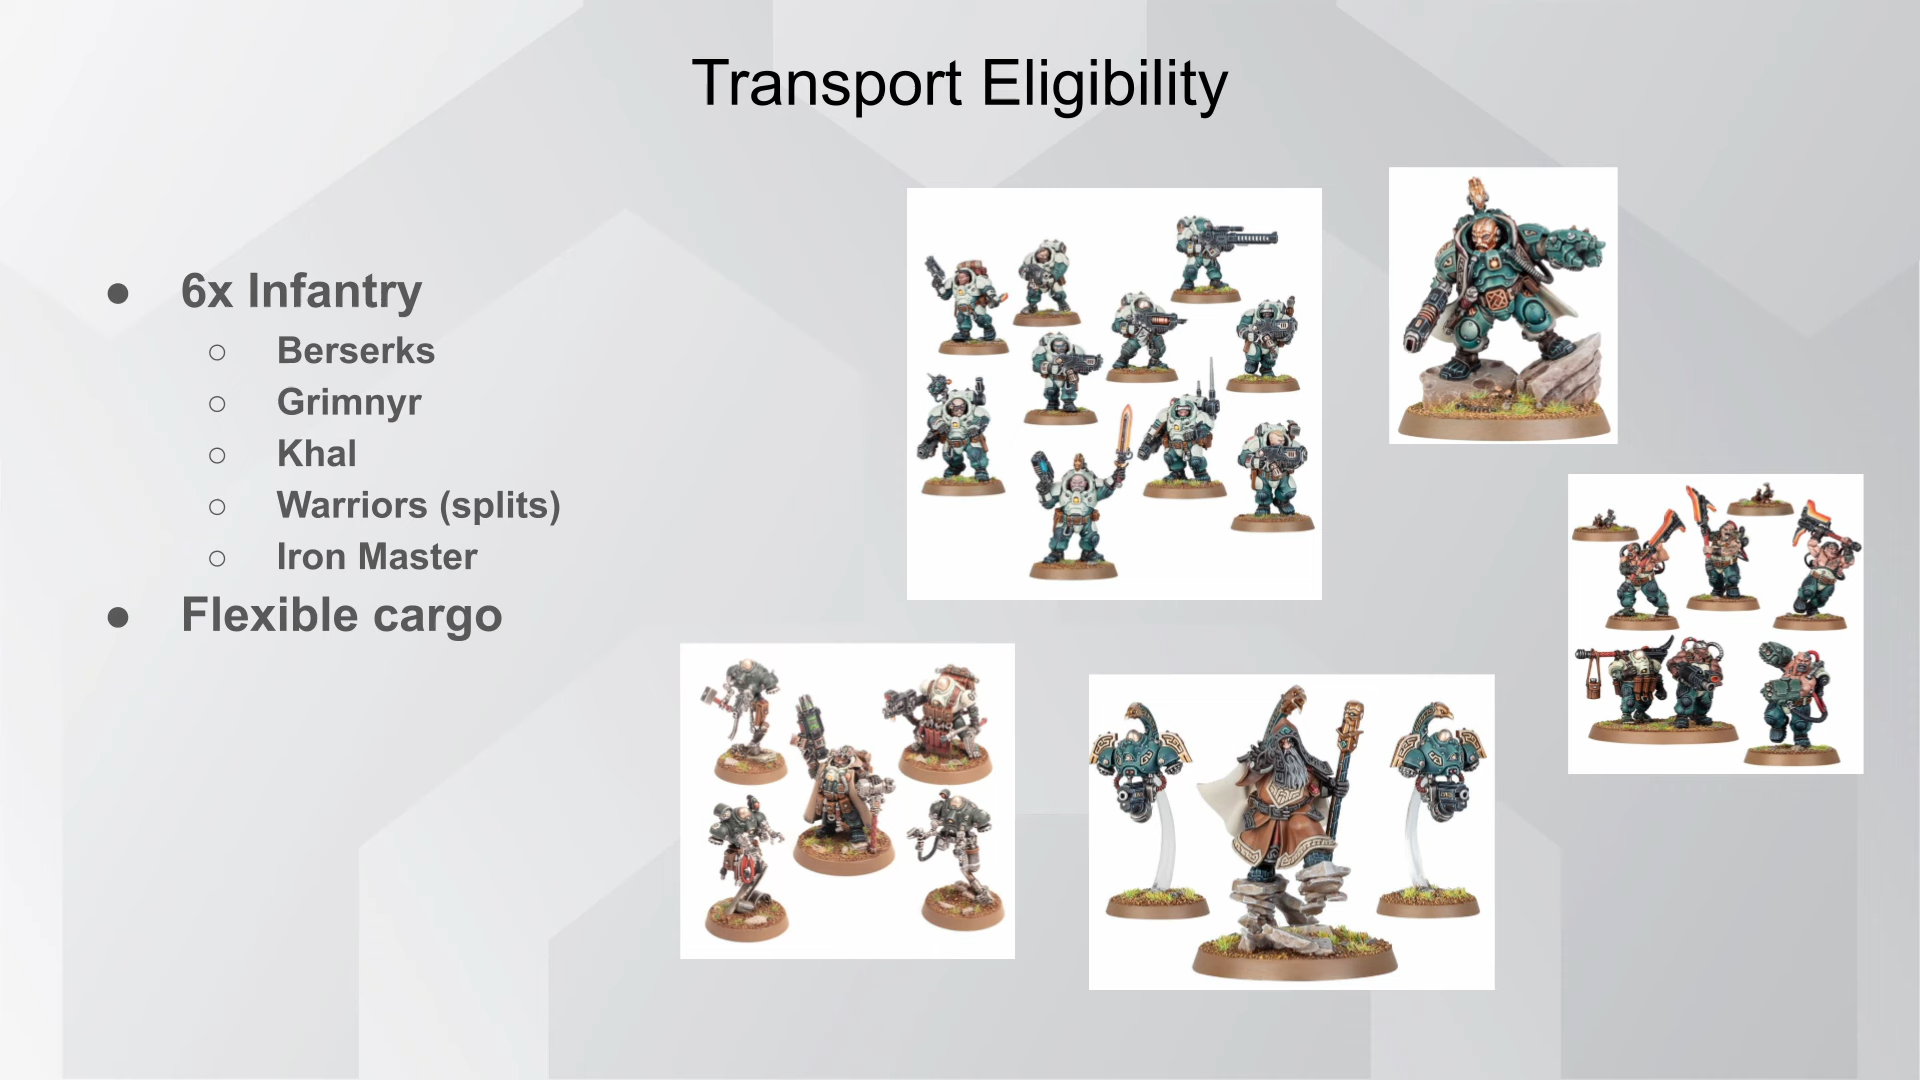 Transport Eligibility
● 6x Infantry
○ Berserks
○ Grimnyr
○ Khal
○ Warriors (splits)
○ Iron Master
● Flexible cargo